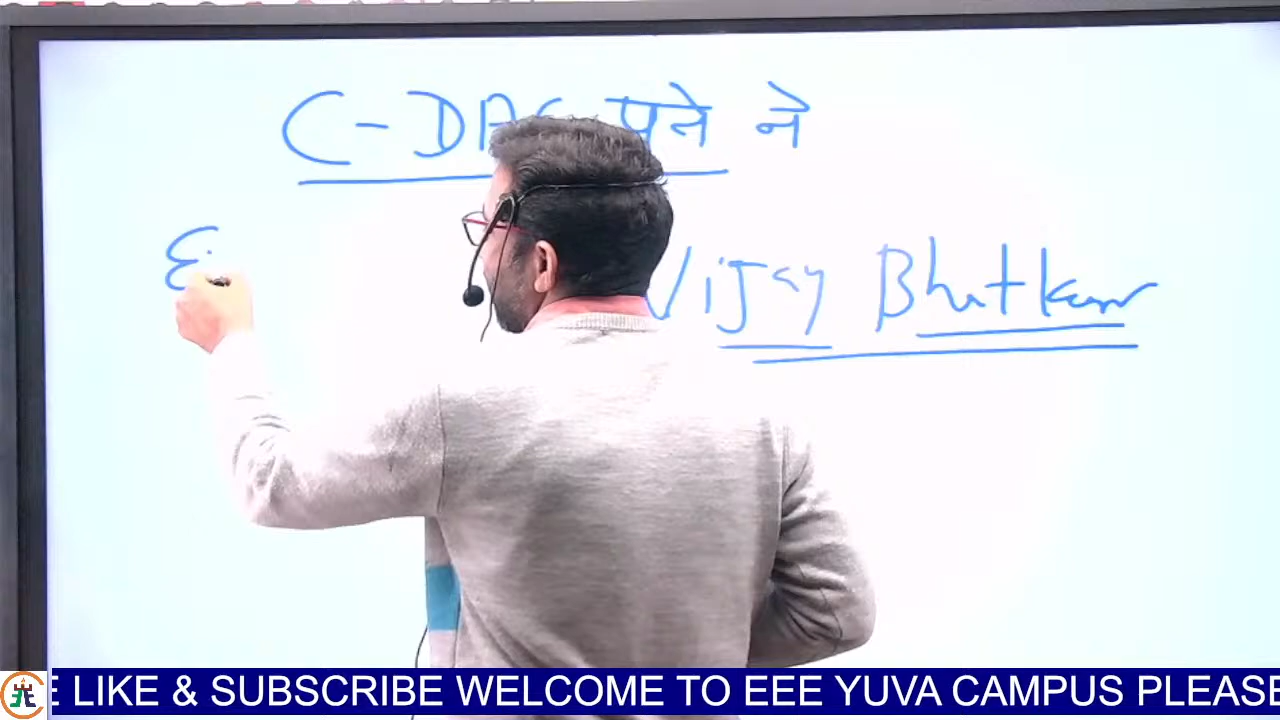 C-DAC पुने ने
Vijay Bhatkar
E LIKE & SUBSCRIBE WELCOME TO EEE YUVA CAMPUS PLEASE